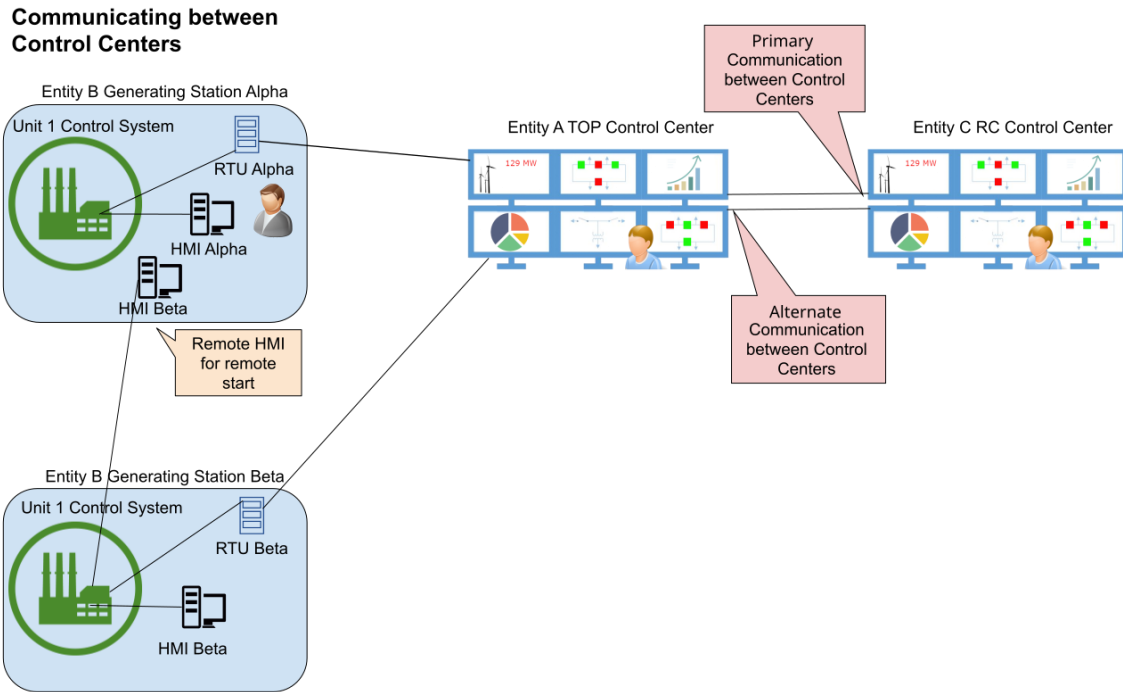 Communicating between
Control Centers
Entity B Generating Station Alpha
Unit 1 Control System
RTU Alpha
HMI Alpha
HMI Beta
Remote HMI
for remote
start
Entity A TOP Control Center
129 MW
Primary
Communication
between Control
Centers
Entity C RC Control Center
129 MW
Alternate
Communication
between Control
Centers
Entity B Generating Station Beta
Unit 1 Control System
RTU Beta
HMI Beta